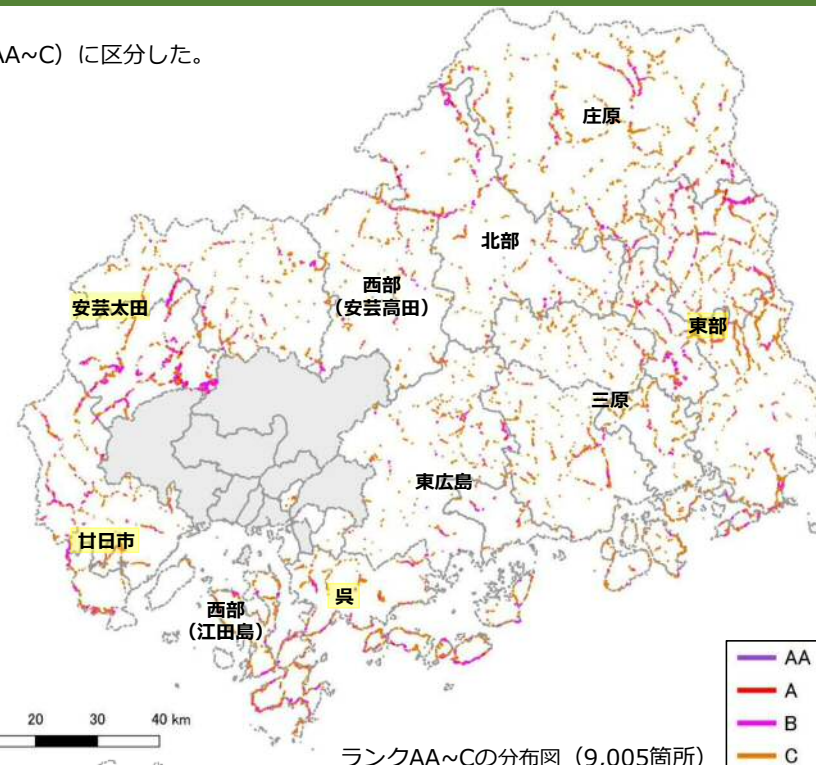 AA~C）に区分した。
庄原
北部
西部
（安芸高田）
安芸太田
東部
三原
東広島
廿日市
呉
西部
（江田島）
20 30 40 km
AA
A
B
C
ランクAA~Cの分布図（9,005箇所）